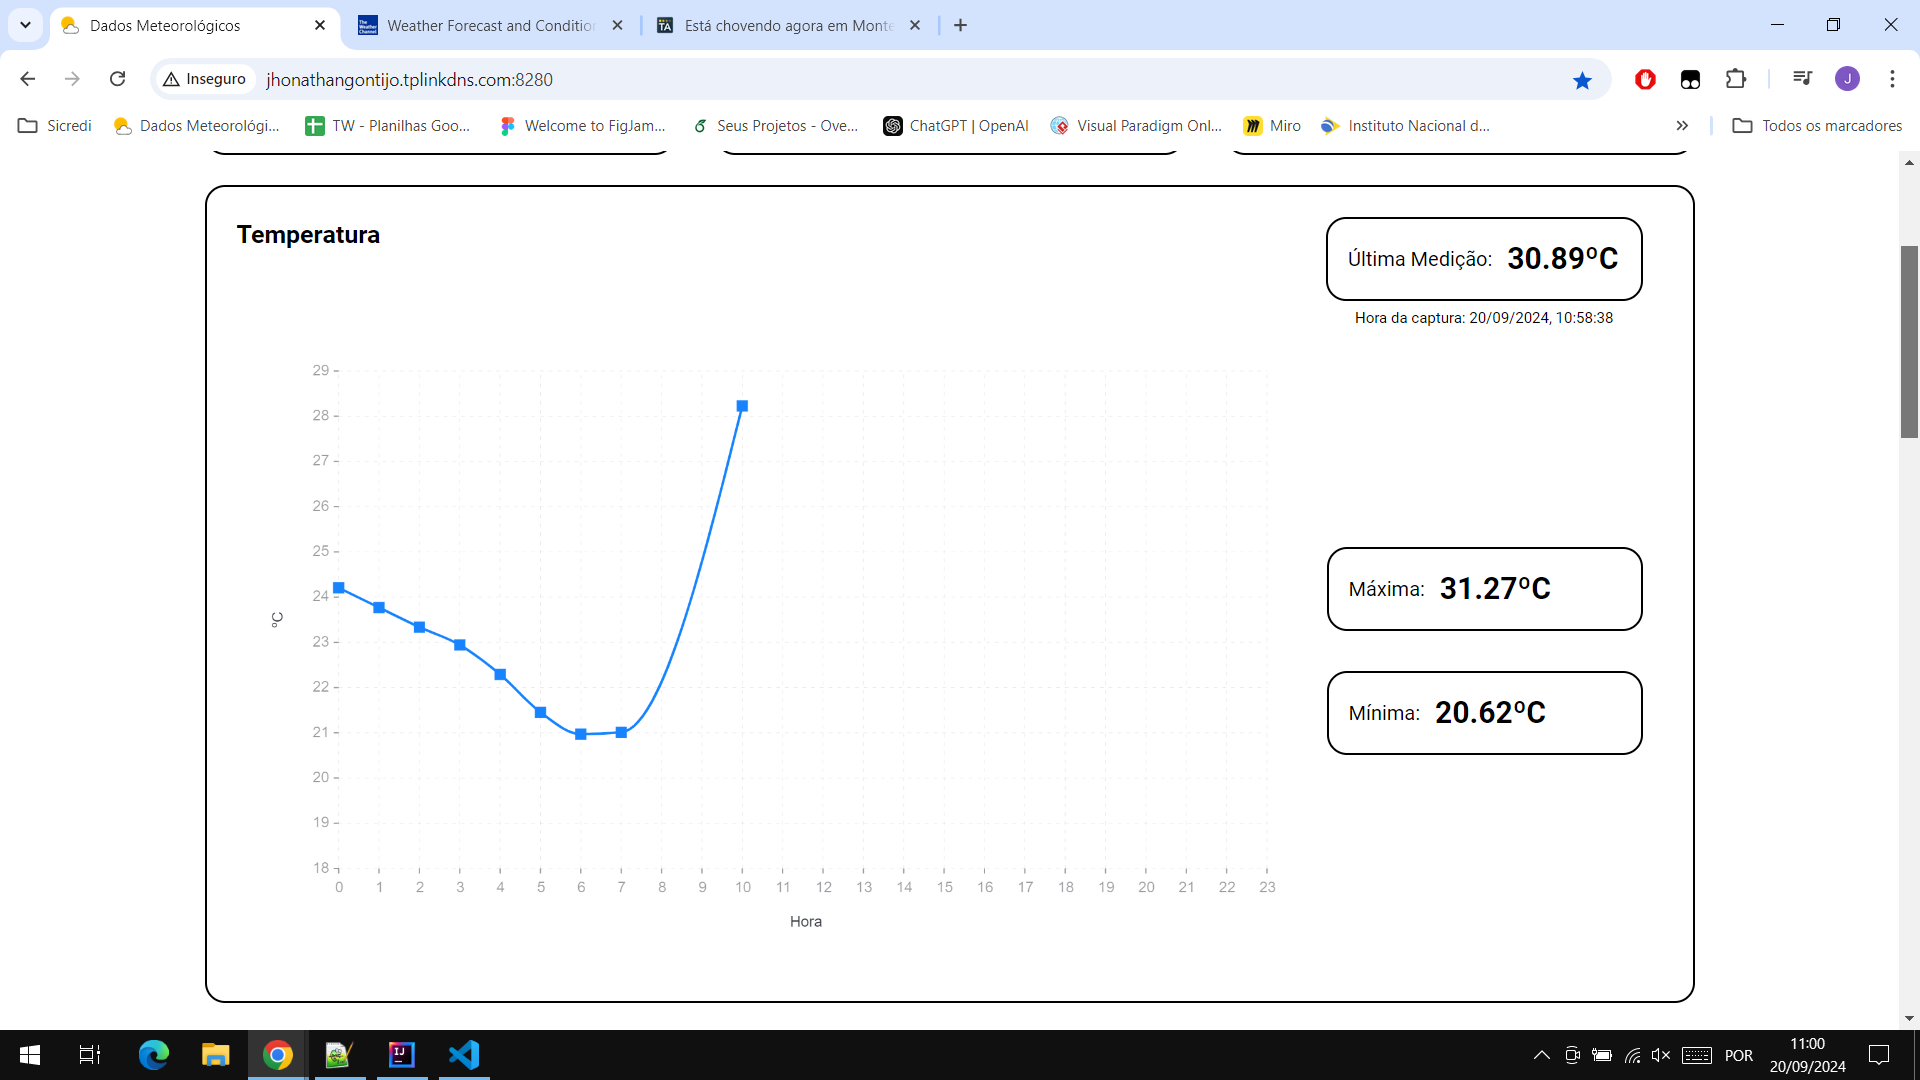 Dados Meteorológicos
Weather Forecast and Conditio
Está chovendo agora em Monte
Inseguro
jhonathangontijo.tplinkdns.com:8280
J
Sicredi
Dados Meteorológi...
TW - Planilhas Goo...
Welcome to FigJam...
Seus Projetos - Ove...
ChatGPT | OpenAI
Visual Paradigm Onl...
Miro
Instituto Nacional d...
Todos os marcadores
Temperatura
Última Medição: 30.89ºC
Hora da captura: 20/09/2024, 10:58:38
29
28
27
26
25
24
23
22
21
20
19
18
ºC
0 1 2 3 4 5 6 7 8 9 10 11 12 13 14 15 16 17 18 19 20 21 22 23
Hora
Máxima: 31.27ºC
Mínima: 20.62ºC
POR
11:00
20/09/2024